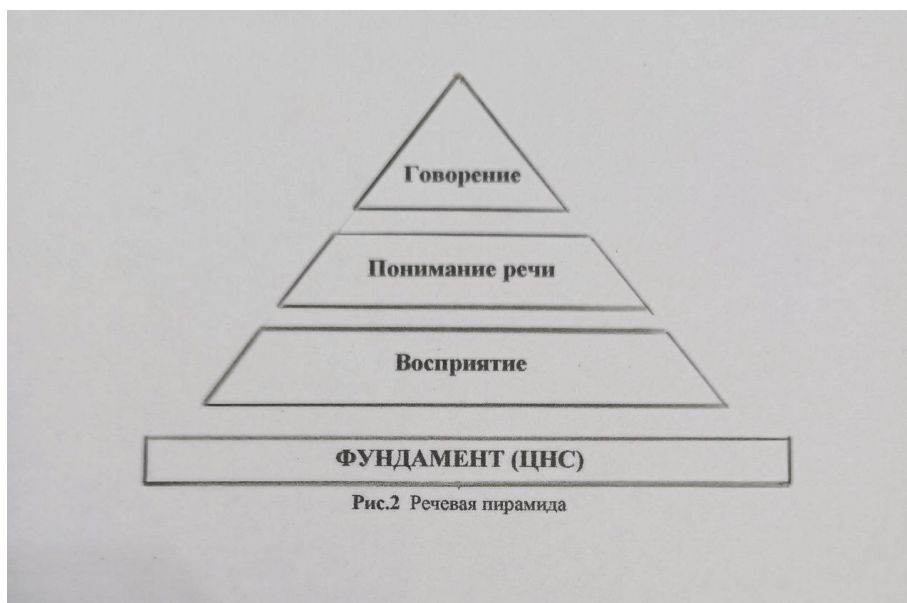 Говорение
Понимание речи
Восприятие
ФУНДАМЕНТ (ЦНС)
Рис.2 Речевая пирамида